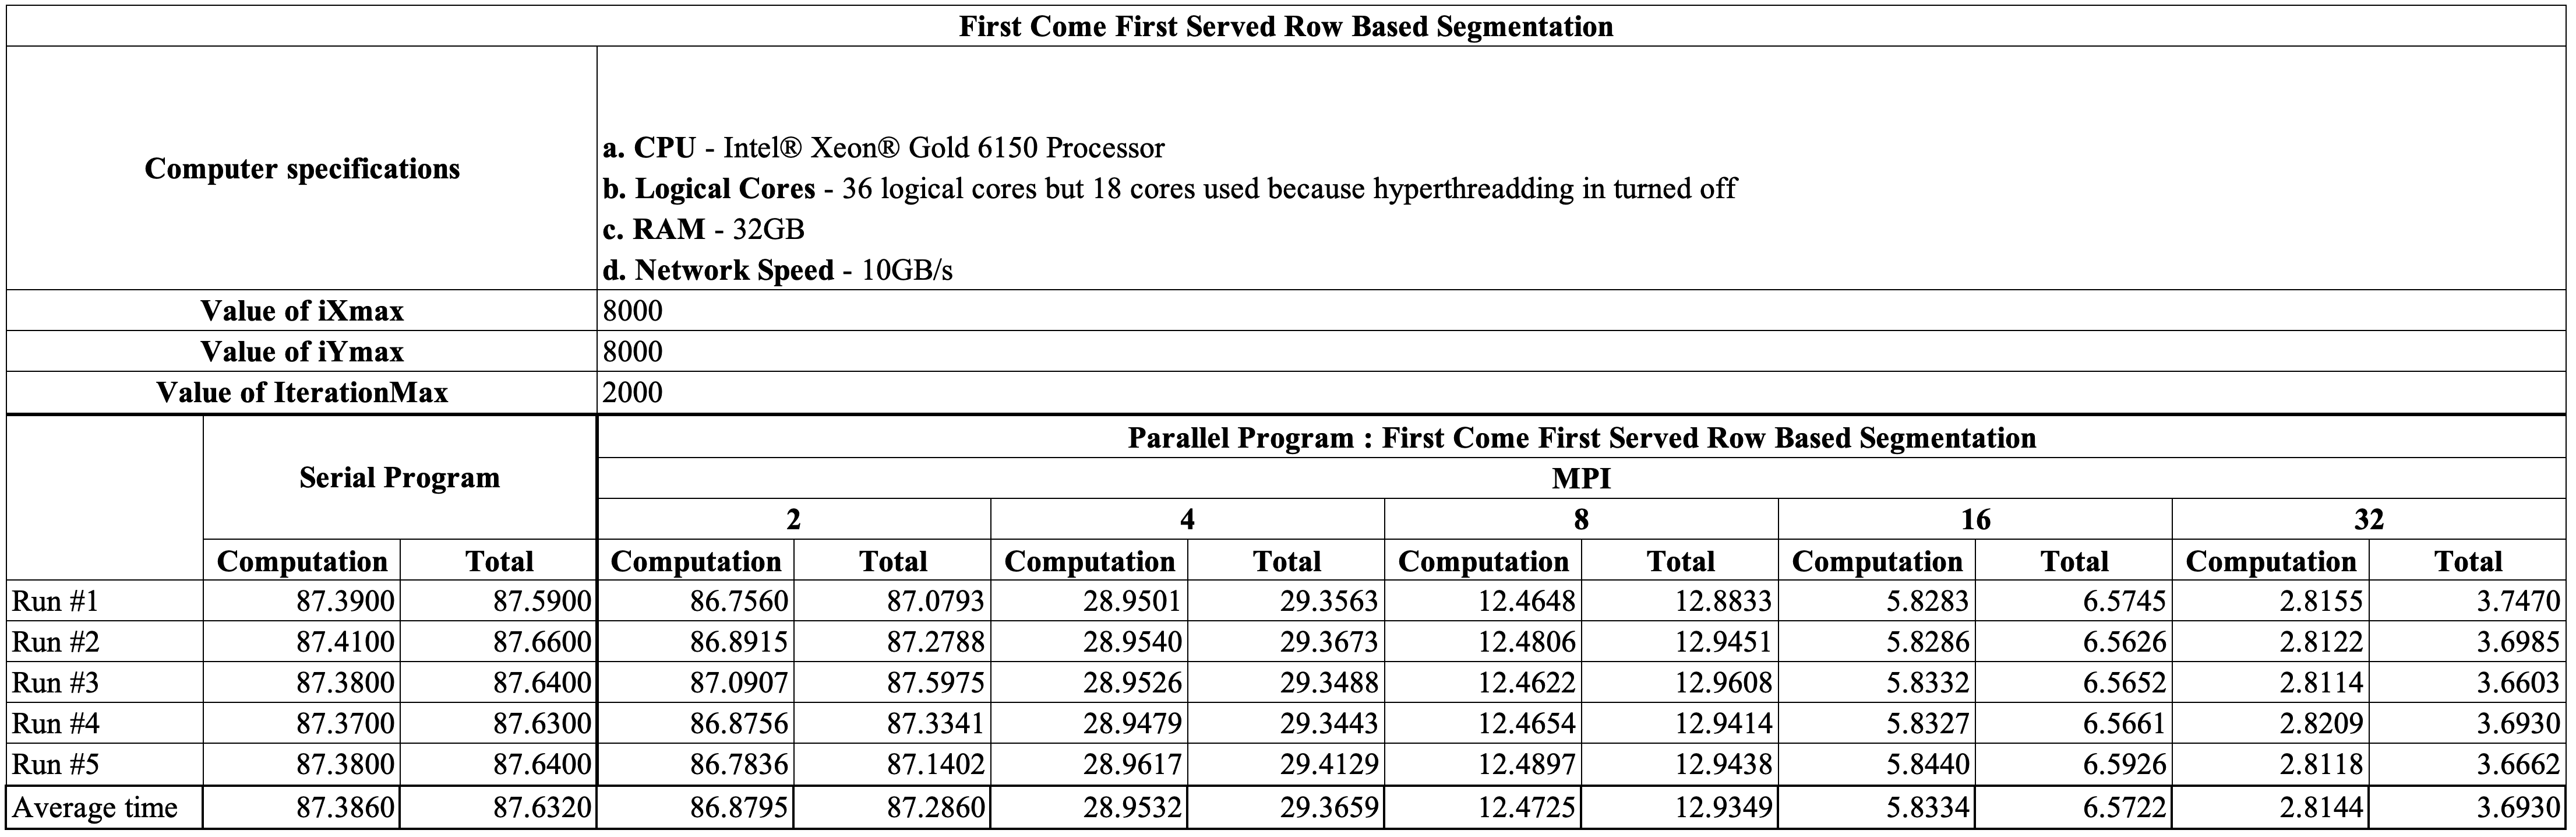 First Come First Served Row Based Segmentation
Computer specifications
a. CPU - Intel® Xeon® Gold 6150 Processor
b. Logical Cores - 36 logical cores but 18 cores used because hyperthreadding in turned off
c. RAM - 32GB
d. Network Speed - 10GB/s
Value of iXmax 8000
Value of iYmax 8000
Value of IterationMax 2000
Serial Program
Parallel Program : First Come First Served Row Based Segmentation
MPI
2 4 8 16 32
Computation Total Computation Total Computation Total Computation Total Computation Total Computation Total
Run #1 87.3900 87.5900 86.7560 87.0793 28.9501 29.3563 12.4648 12.8833 5.8283 6.5745 2.8155 3.7470
Run #2 87.4100 87.6600 86.8915 87.2788 28.9540 29.3673 12.4806 12.9451 5.8286 6.5626 2.8122 3.6985
Run #3 87.3800 87.6400 87.0907 87.5975 28.9526 29.3488 12.4622 12.9608 5.8332 6.5652 2.8114 3.6603
Run #4 87.3700 87.6300 86.8756 87.3341 28.9479 29.3443 12.4654 12.9414 5.8327 6.5661 2.8209 3.6930
Run #5 87.3800 87.6400 86.7836 87.1402 28.9617 29.4129 12.4897 12.9438 5.8440 6.5926 2.8118 3.6662
Average time 87.3860 87.6320 86.8795 87.2860 28.9532 29.3659 12.4725 12.9349 5.8334 6.5722 2.8144 3.6930